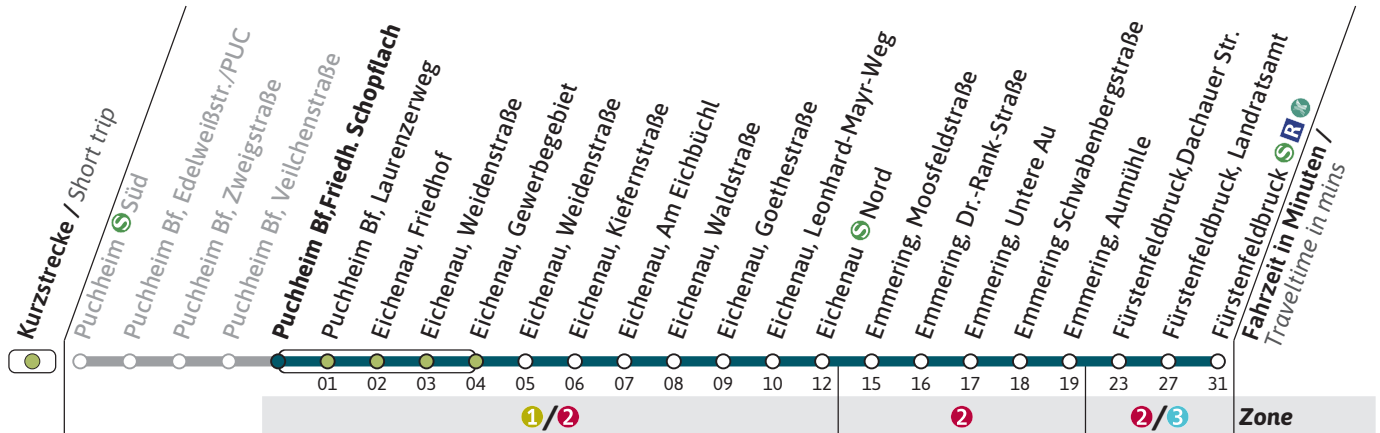 Kurzstrecke / Short trip
Puchheim S Süd
Puchheim Bf, Edelweißstr./PUC
Puchheim Bf, Zweigstraße
Puchheim Bf, Veilchenstraße
Puchheim Bf,Friedh. Schopflach
Puchheim Bf, Laurenzerweg
Eichenau, Friedhof
Eichenau, Weidenstraße
Eichenau, Gewerbegebiet
Eichenau, Weidenstraße
Eichenau, Kiefernstraße
Eichenau, Am Eichbüchl
Eichenau, Waldstraße
Eichenau, Goethestraße
Eichenau, Leonhard-Mayr-Weg
Eichenau S Nord
Emmering, Moosfeldstraße
Emmering, Dr.-Rank-Straße
Emmering, Untere Au
Emmering Schwabenbergstraße
Emmering, Aumühle
Fürstenfeldbruck,Dachauer Str.
Fürstenfeldbruck, Landratsamt
Fürstenfeldbruck S R K
Fahrzeit in Minuten /
Traveltime in mins
01 02 03 04 05 06 07 08 09 10 12 15 16 17 18 19 23 27 31
1/2 2 2/3 Zone